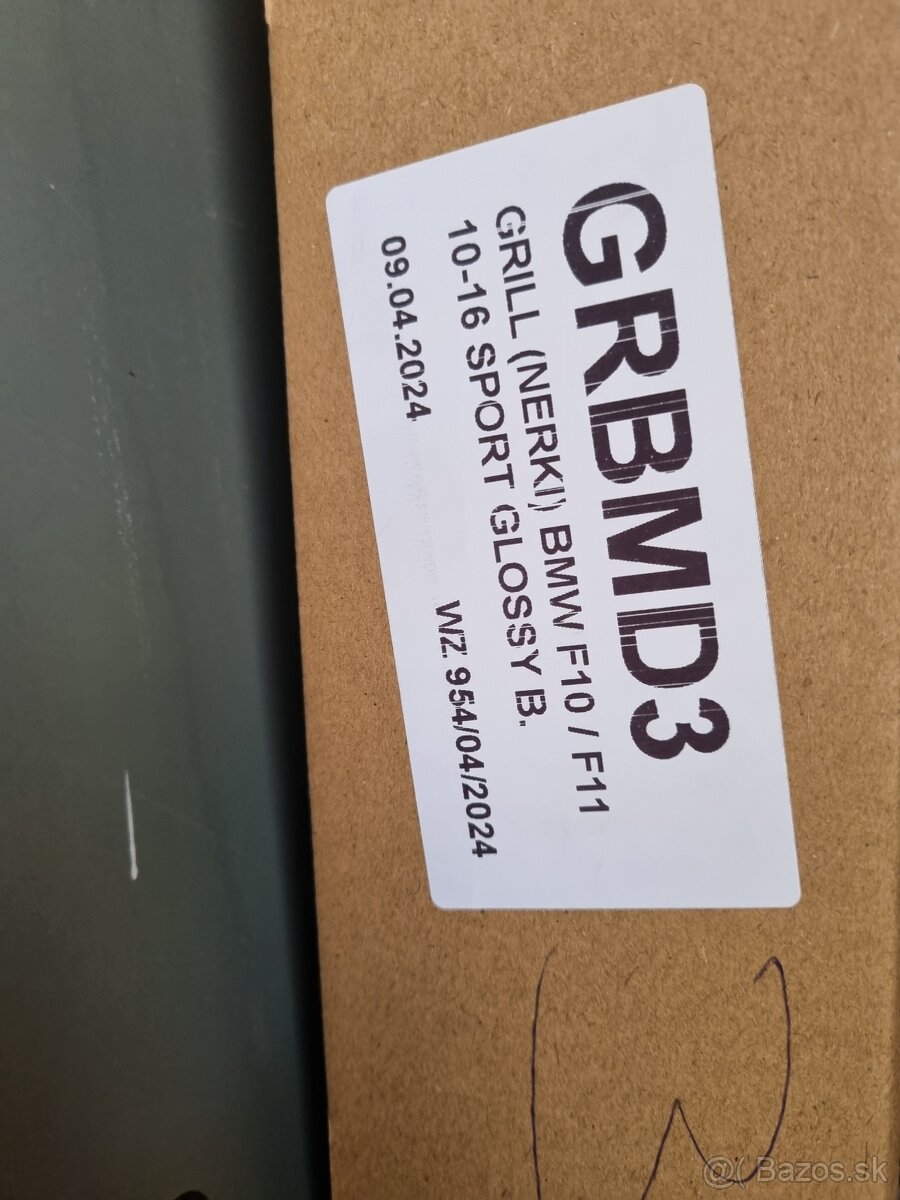 GRBMD3
GRILL (NERKI) BMW F10 / F11
10-16 SPORT GLOSSY B.
WZ. 954/04/2024
09.04.2024
Bazos.sk